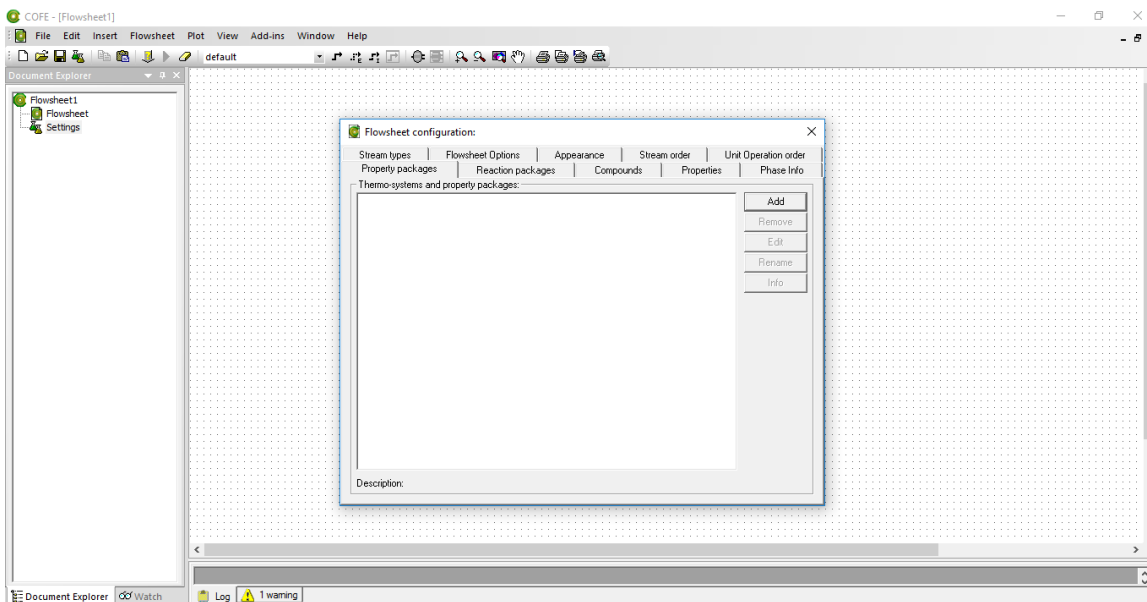 COFE - [Flowsheet1]
File Edit Insert Flowsheet Plot View Add-ins Window Help
default
Document Explorer
Flowsheet1
Flowsheet
Settings
Flowsheet configuration:
Stream types Flowsheet Options Appearance Stream order Unit Operation order
Property packages Reaction packages Compounds Properties Phase Info
Thermo-systems and property packages:
Add
Remove
Edit
Rename
Info
Description:
Document Explorer Watch Log 1 warning